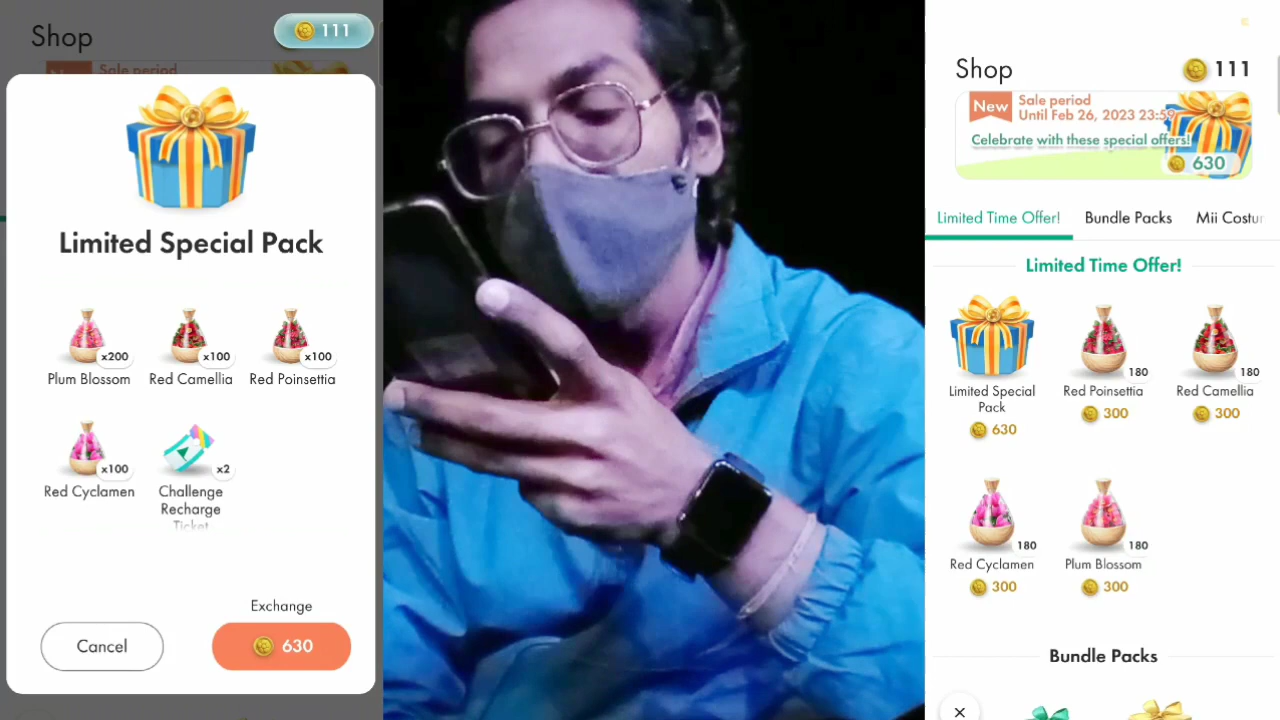 Shop
111
Sale period
Limited Special Pack
x200
x100
x100
Plum Blossom
Red Camellia
Red Poinsettia
x100
x2
Red Cyclamen
Challenge
Recharge
Ticket
Exchange
Cancel
630
Shop
111
New
Sale period
Until Feb 26, 2023 23:59
Celebrate with these special offers!
630
Limited Time Offer!
Bundle Packs
Mii Costu
Limited Time Offer!
180
180
Limited Special
Pack
Red Poinsettia
Red Camellia
630
300
300
180
180
Red Cyclamen
Plum Blossom
300
300
Bundle Packs